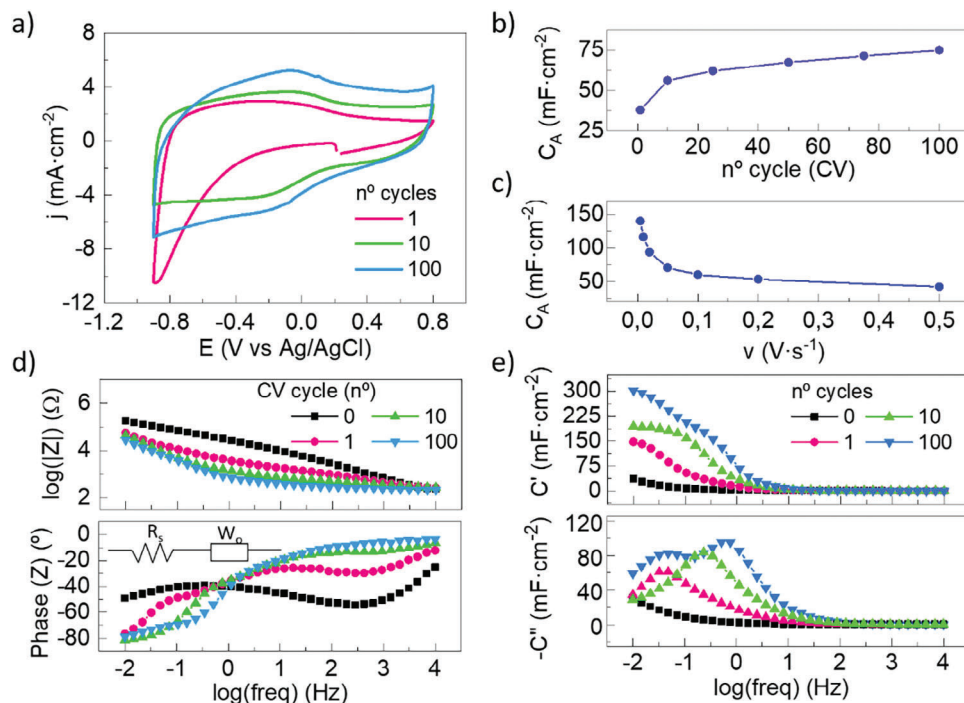 a)
4
0
-4
-8
-12
j (mA·cm-2)
nº cycles
1
10
100
-1.2 -0.8 -0.4 0.0 0.4 0.8
E (V vs Ag/AgCl)
b)
75
50
25
CA (mF·cm-2)
0 20 40 60 80 100
nº cycle (CV)
c)
150
100
50
CA (mF·cm-2)
0,0 0,1 0,2 0,3 0,4 0,5
v (V·s-1)
d)
6
4
2
log(|Z|) (Ω)
CV cycle (nº)
0 10
1 100
0
-20
-40
-60
-80
Phase (Z) (º)
Rs Wo
-2 -1 0 1 2 3 4
log(freq) (Hz)
e)
300
225
150
75
0
C' (mF·cm-2)
nº cycles
0 10
1 100
120
80
40
0
-C" (mF·cm-2)
-2 -1 0 1 2 3 4
log(freq) (Hz)